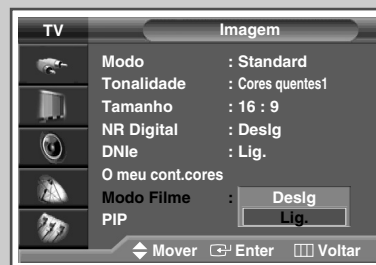 TV Imagem
Modo : Standard
Tonalidade : Cores quentes1
Tamanho : 16 : 9
NR Digital : Deslg
DNIe : Lig.
O meu cont.cores
Modo Filme : Deslg
PIP Lig.
Mover Enter Voltar